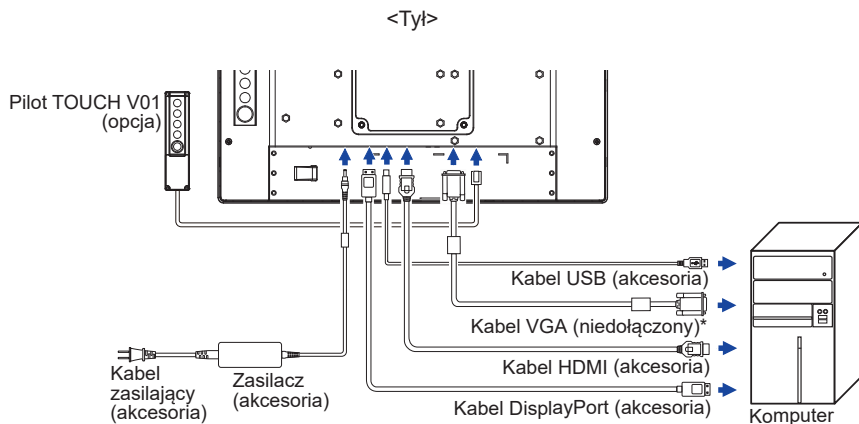 <Tył>
Pilot TOUCH V01
(opcja)
Kabel USB (akcesoria)
Kabel VGA (niedołączony)*
Kabel HDMI (akcesoria)
Kabel DisplayPort (akcesoria)
Kabel
zasilający
(akcesoria)
Zasilacz
(akcesoria)
Komputer